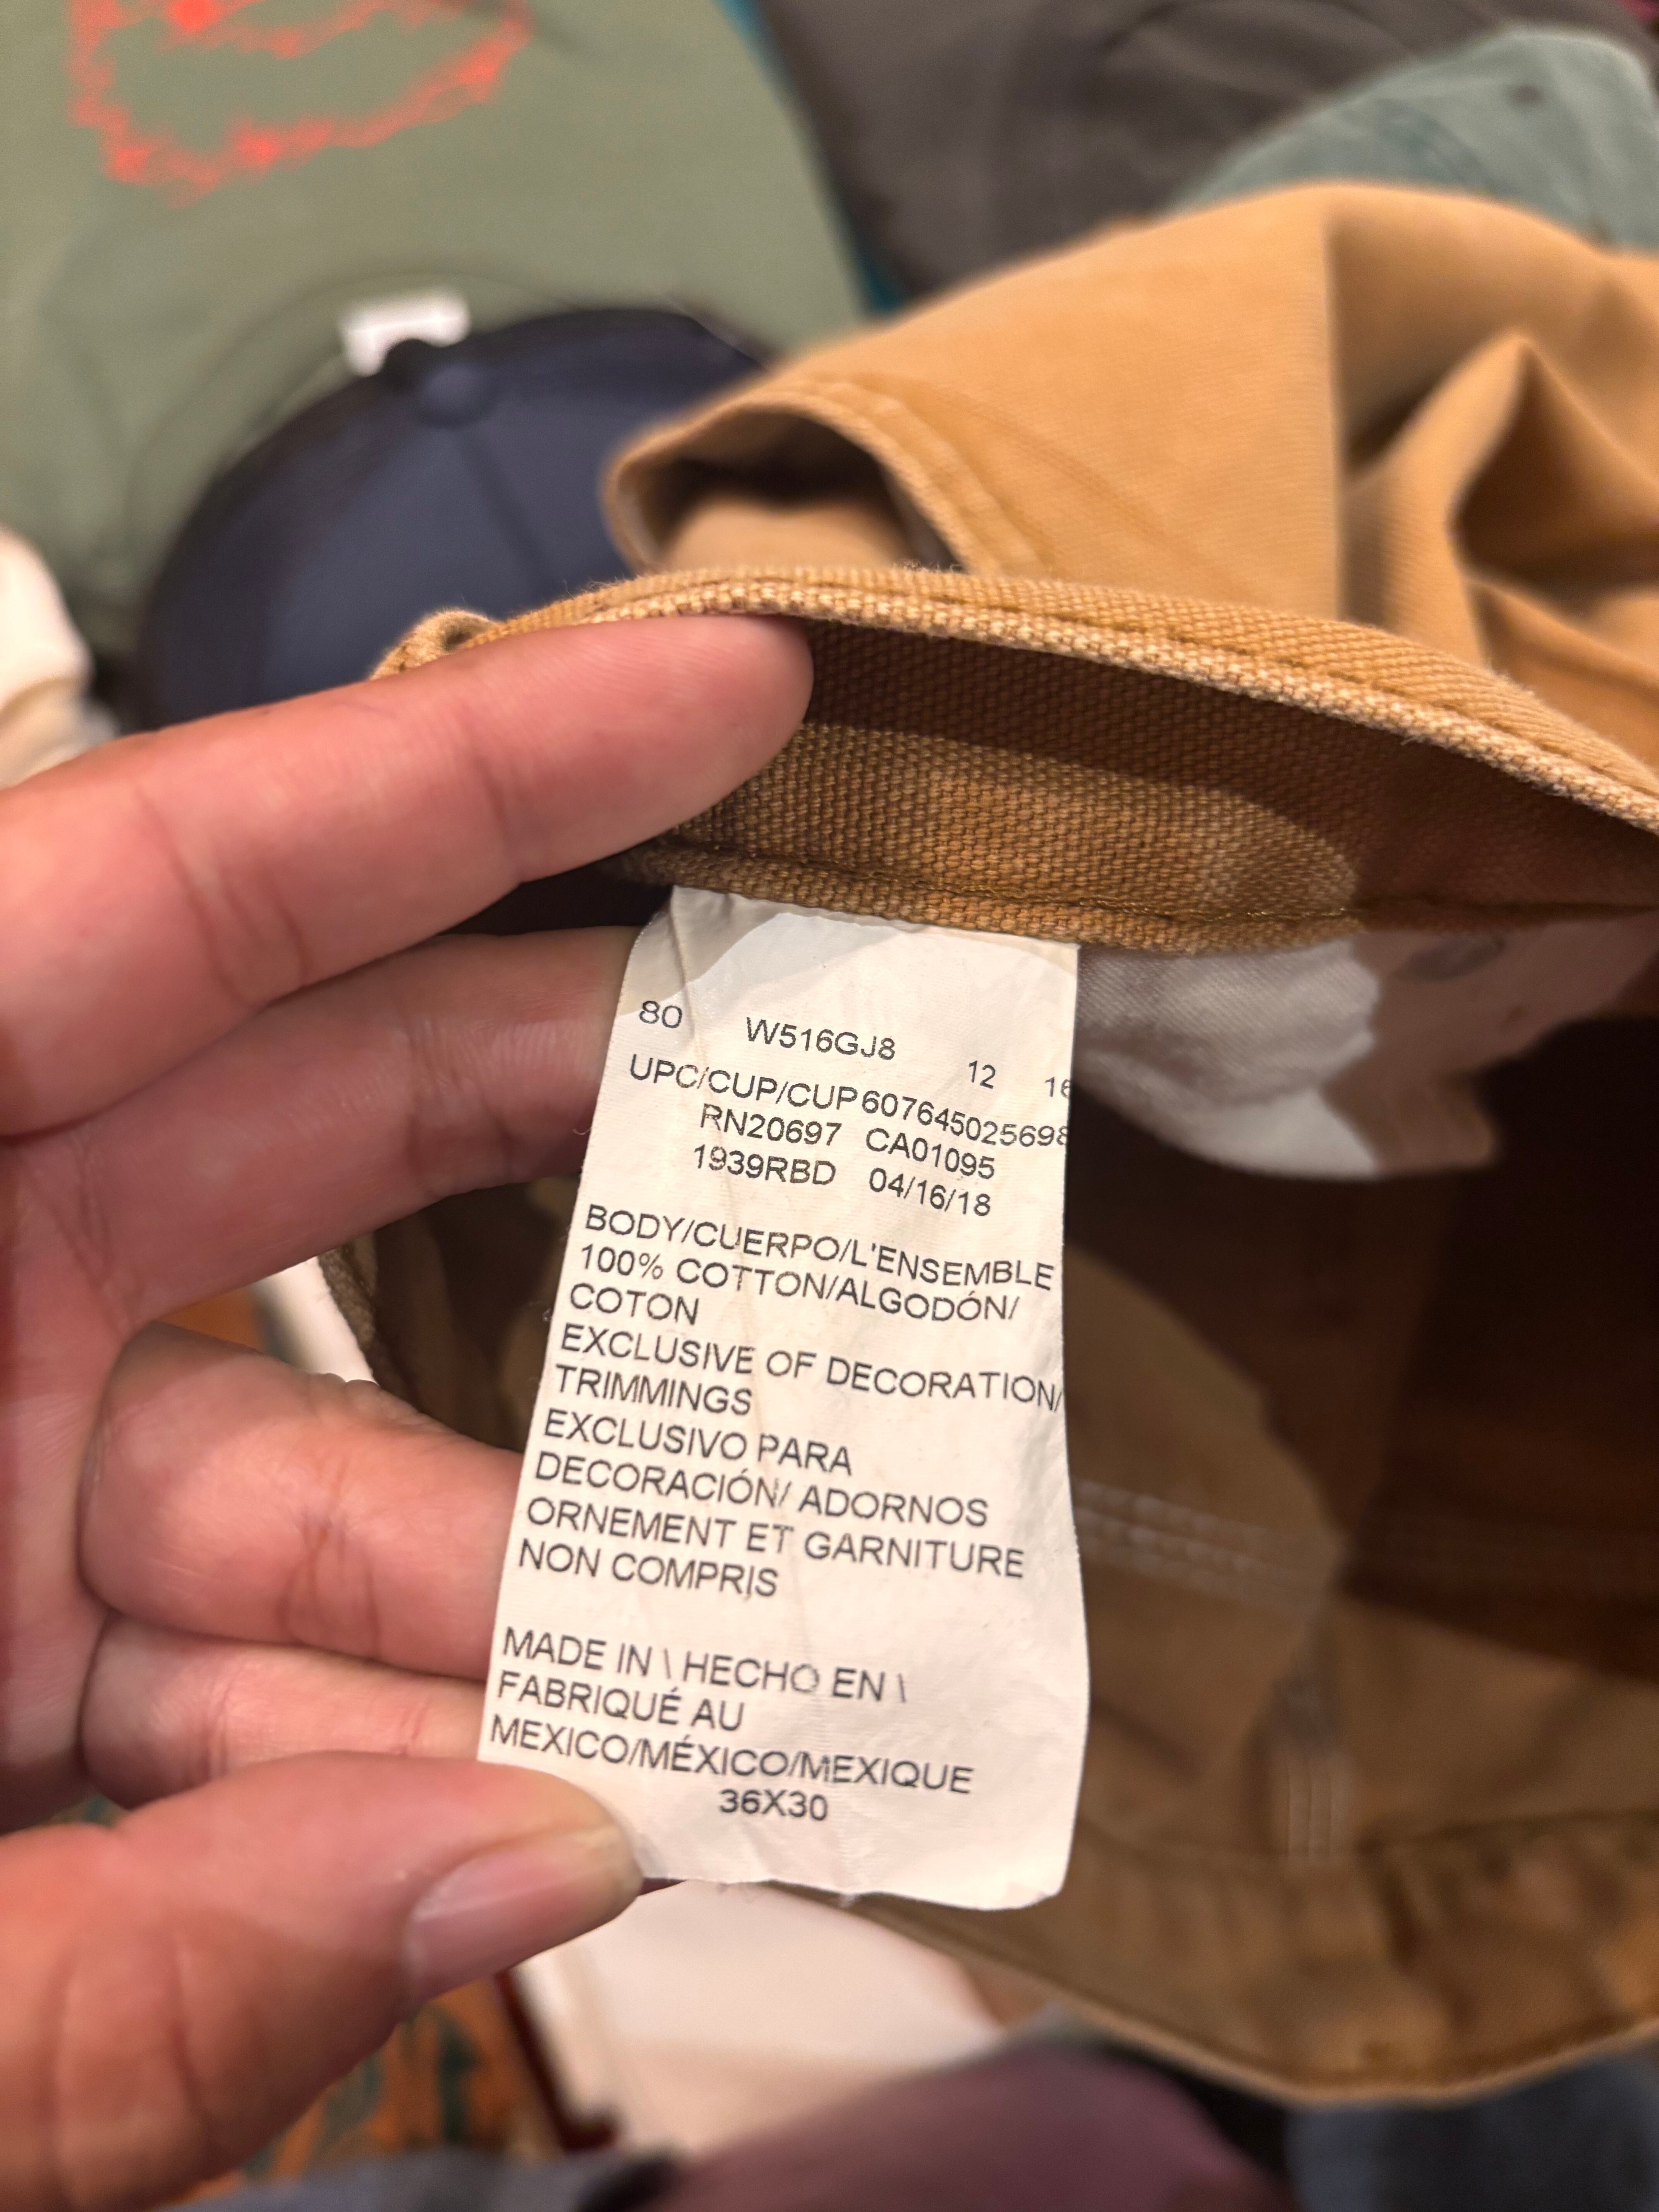 80 W516GJ8 12 16
UPC/CUP/CUP607645025698
RN20697 CA01095
1939RBD 04/16/18
BODY/CUERPO/L'ENSEMBLE
100% COTTON/ALGODÓN/
COTON
EXCLUSIVE OF DECORATION/
TRIMMINGS
EXCLUSIVO PARA
DECORACIÓN/ ADORNOS
ORNEMENT ET GARNITURE
NON COMPRIS
MADE IN \ HECHO EN \
FABRIQUÉ AU
MEXICO/MÉXICO/MEXIQUE
36X30